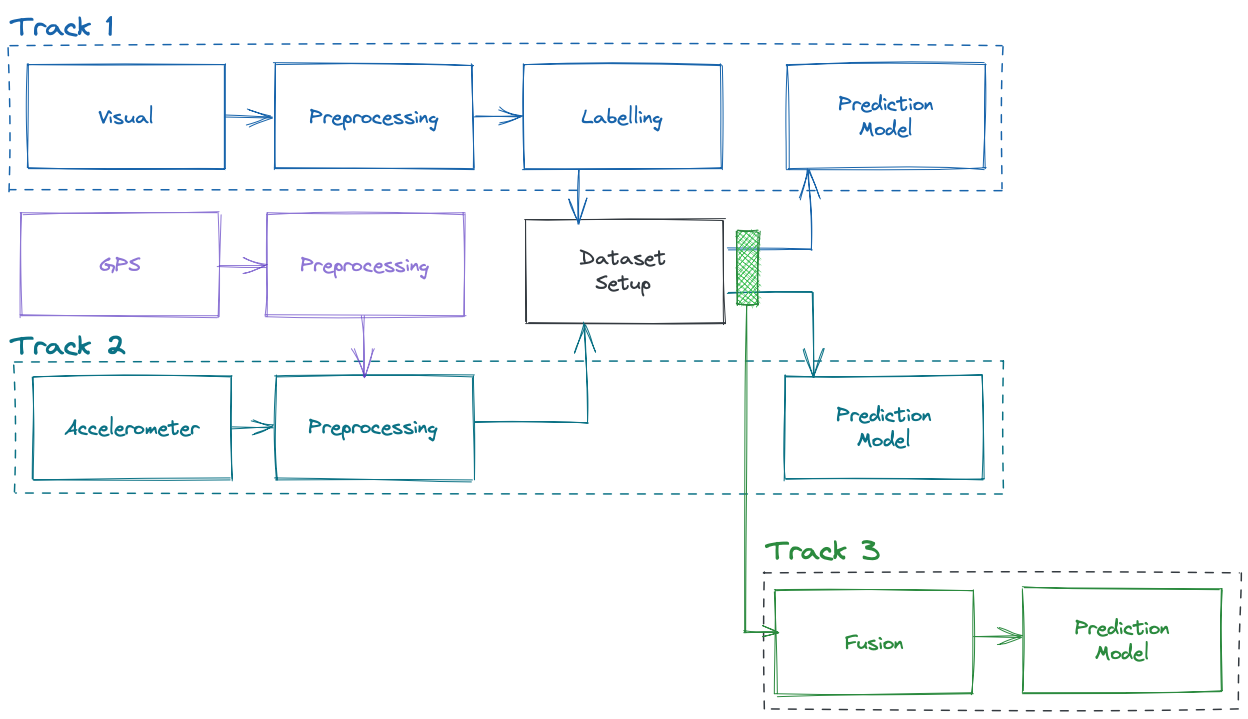 Track 1
Visual
Preprocessing
Labelling
Prediction
Model
GPS
Preprocessing
Dataset
Setup
Track 2
Accelerometer
Preprocessing
Prediction
Model
Track 3
Fusion
Prediction
Model